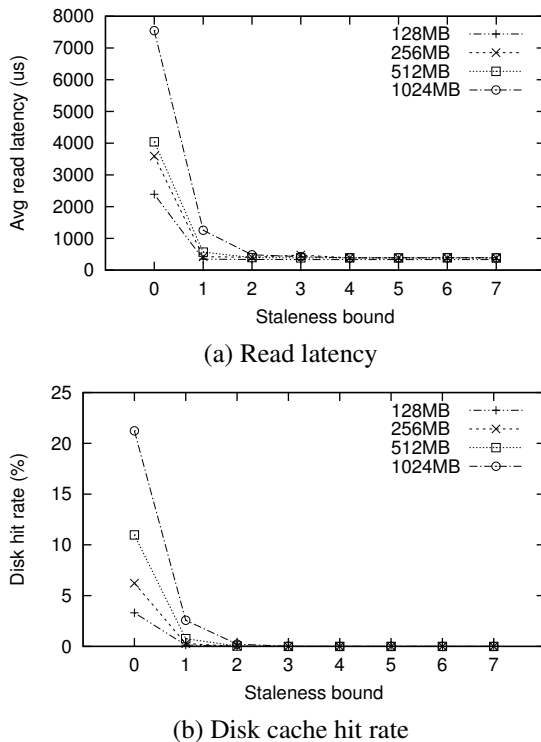 8000
7000
6000
5000
4000
3000
2000
1000
0
Avg read latency (us)
128MB
256MB
512MB
1024MB
0 1 2 3 4 5 6 7
Staleness bound
(a) Read latency
25
20
15
10
5
0
Disk hit rate (%)
128MB
256MB
512MB
1024MB
0 1 2 3 4 5 6 7
Staleness bound
(b) Disk cache hit rate